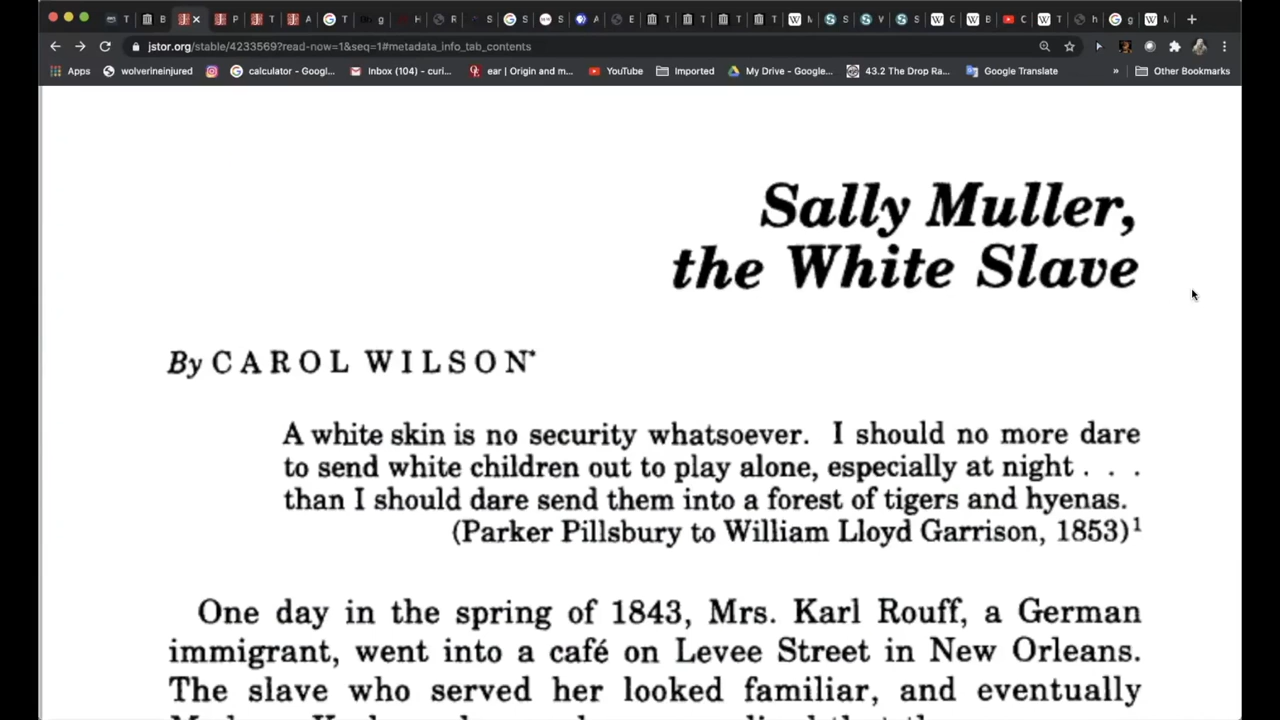 T
B
P
T
T
A
T
g
H
R
S
S
S
A
E
T
T
T
T
M
S
V
S
C
B
C
T
h
g
M
jstor.org/stable/4233569?read-now=1&seq=1#metadata_info_tab_contents
Apps wolverineinjured calculator - Googl... Inbox (104) - curi... ear | Origin and m... YouTube Imported My Drive - Google... 43.2 The Drop Ra... Google Translate » Other Bookmarks
Sally Muller,
the White Slave
By CAROL WILSON*
A white skin is no security whatsoever. I should no more dare
to send white children out to play alone, especially at night . . .
than I should dare send them into a forest of tigers and hyenas.
(Parker Pillsbury to William Lloyd Garrison, 1853)1
One day in the spring of 1843, Mrs. Karl Rouff, a German
immigrant, went into a café on Levee Street in New Orleans.
The slave who served her looked familiar, and eventually